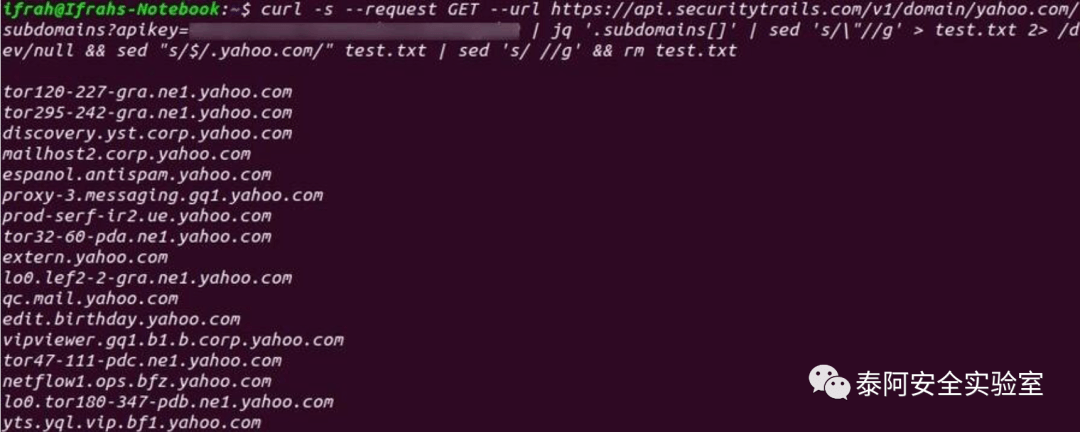 ifrah@Ifrahs-Notebook:~$ curl -s --request GET --url https://api.securitytrails.com/v1/domain/yahoo.com/
subdomains?apikey= | jq '.subdomains[]' | sed 's/\"//g' > test.txt 2> /d
ev/null && sed "s/$/.yahoo.com/" test.txt | sed 's/ //g' && rm test.txt
tor120-227-gra.ne1.yahoo.com
tor295-242-gra.ne1.yahoo.com
discovery.yst.corp.yahoo.com
mailhost2.corp.yahoo.com
espanol.antispam.yahoo.com
proxy-3.messaging.gq1.yahoo.com
prod-serf-ir2.ue.yahoo.com
tor32-60-pda.ne1.yahoo.com
extern.yahoo.com
lo0.lef2-2-gra.ne1.yahoo.com
qc.mail.yahoo.com
edit.birthday.yahoo.com
vipviewer.gq1.b1.b.corp.yahoo.com
tor47-111-pdc.ne1.yahoo.com
netflow1.ops.bfz.yahoo.com
lo0.tor180-347-pdb.ne1.yahoo.com
yts.yql.vip.bf1.yahoo.com
泰阿安全实验室